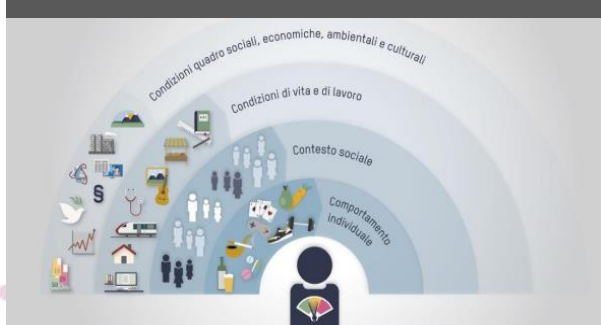 Condizioni quadro sociali, economiche, ambientali e culturali
Condizioni di vita e di lavoro
Contesto sociale
Comportamento
individuale
§